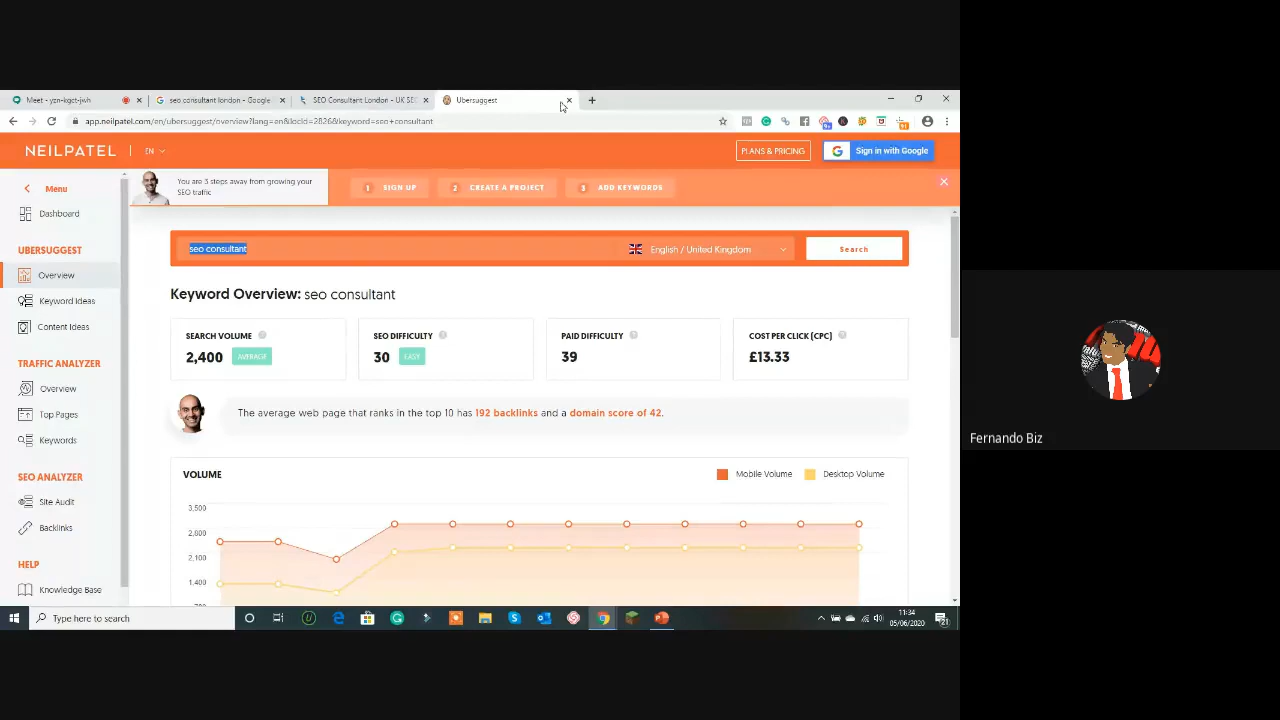 Meet - yzn-kgct-jwh
seo consultant london - Google
SEO Consultant London - UK SEO
Ubersuggest
app.neilpatel.com/en/ubersuggest/overview?lang=en&locId=2826&keyword=seo+consultant
NEILPATEL
EN
PLANS & PRICING
Sign in with Google
Menu
Dashboard
UBERSUGGEST
Overview
Keyword Ideas
Content Ideas
TRAFFIC ANALYZER
Overview
Top Pages
Keywords
SEO ANALYZER
Site Audit
Backlinks
HELP
Knowledge Base
You are 3 steps away from growing your
SEO traffic
1 SIGN UP
2 CREATE A PROJECT
3 ADD KEYWORDS
seo consultant
English / United Kingdom
Search
Keyword Overview: seo consultant
SEARCH VOLUME
2,400 AVERAGE
SEO DIFFICULTY
30 EASY
PAID DIFFICULTY
39
COST PER CLICK (CPC)
£13.33
The average web page that ranks in the top 10 has 192 backlinks and a domain score of 42.
VOLUME
Mobile Volume
Desktop Volume
3,500
2,800
2,100
1,400
Type here to search
11:34
05/06/2020
Fernando Biz